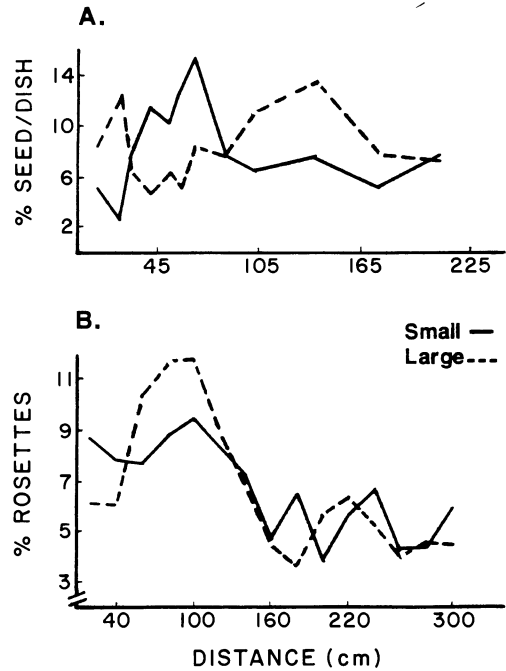 A.
% SEED/DISH
14
10
6
2
45 105 165 225
B.
Small
Large
% ROSETTES
11
9
7
5
3
40 100 160 220 300
DISTANCE (cm)